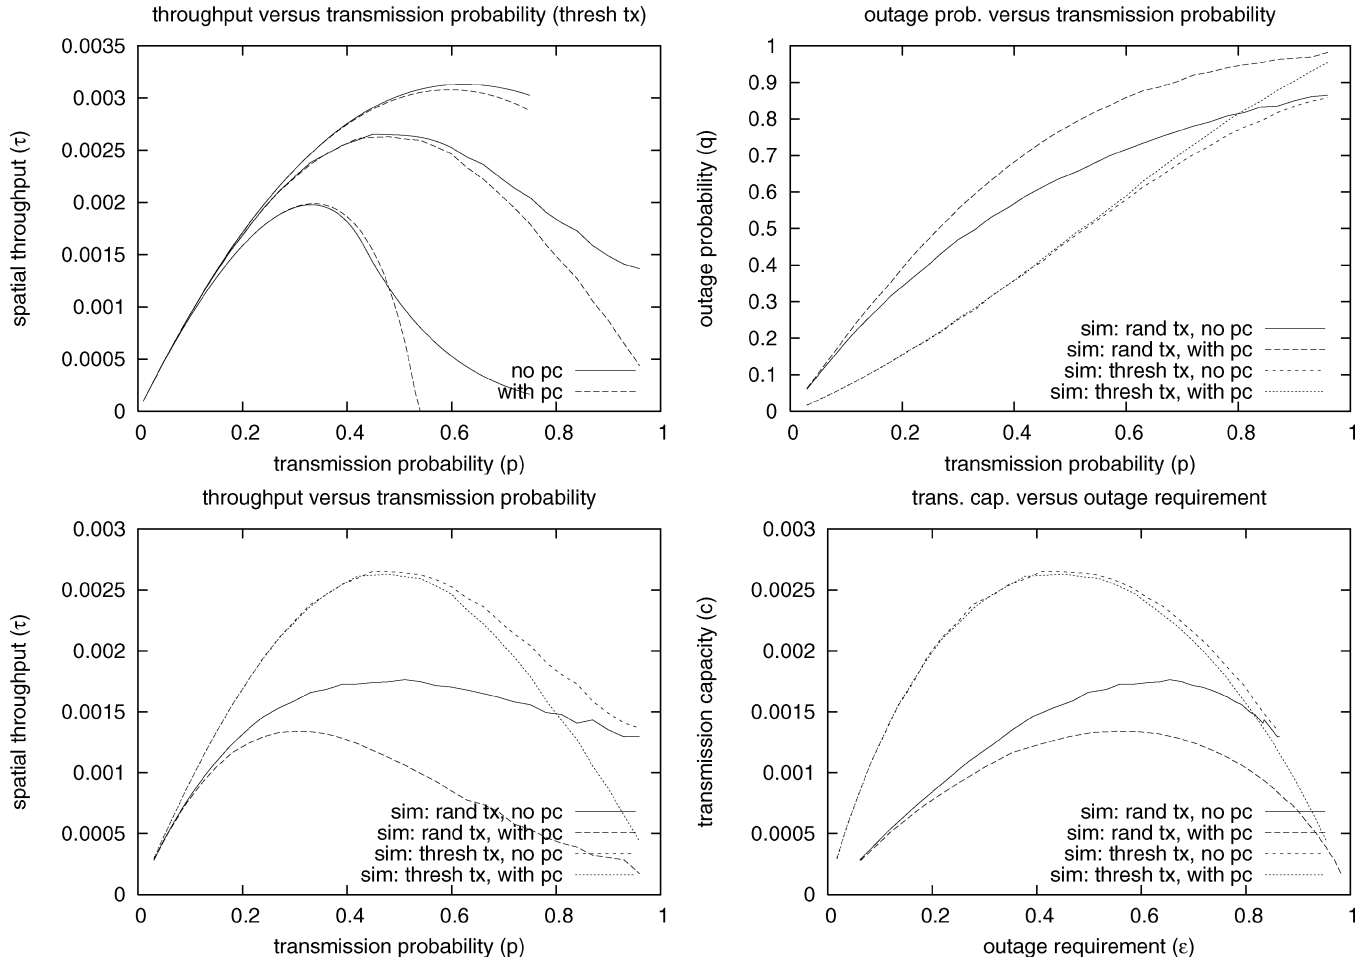 throughput versus transmission probability (thresh tx)
0.0035
0.003
0.0025
0.002
0.0015
0.001
0.0005
0
spatial throughput (τ)
no pc
with pc
0 0.2 0.4 0.6 0.8 1
transmission probability (p)
outage prob. versus transmission probability
1
0.9
0.8
0.7
0.6
0.5
0.4
0.3
0.2
0.1
0
outage probability (q)
sim: rand tx, no pc
sim: rand tx, with pc
sim: thresh tx, no pc
sim: thresh tx, with pc
0 0.2 0.4 0.6 0.8 1
transmission probability (p)
throughput versus transmission probability
0.003
0.0025
0.002
0.0015
0.001
0.0005
0
spatial throughput (τ)
sim: rand tx, no pc
sim: rand tx, with pc
sim: thresh tx, no pc
sim: thresh tx, with pc
0 0.2 0.4 0.6 0.8 1
transmission probability (p)
trans. cap. versus outage requirement
0.003
0.0025
0.002
0.0015
0.001
0.0005
0
transmission capacity (c)
sim: rand tx, no pc
sim: rand tx, with pc
sim: thresh tx, no pc
sim: thresh tx, with pc
0 0.2 0.4 0.6 0.8 1
outage requirement (ε)